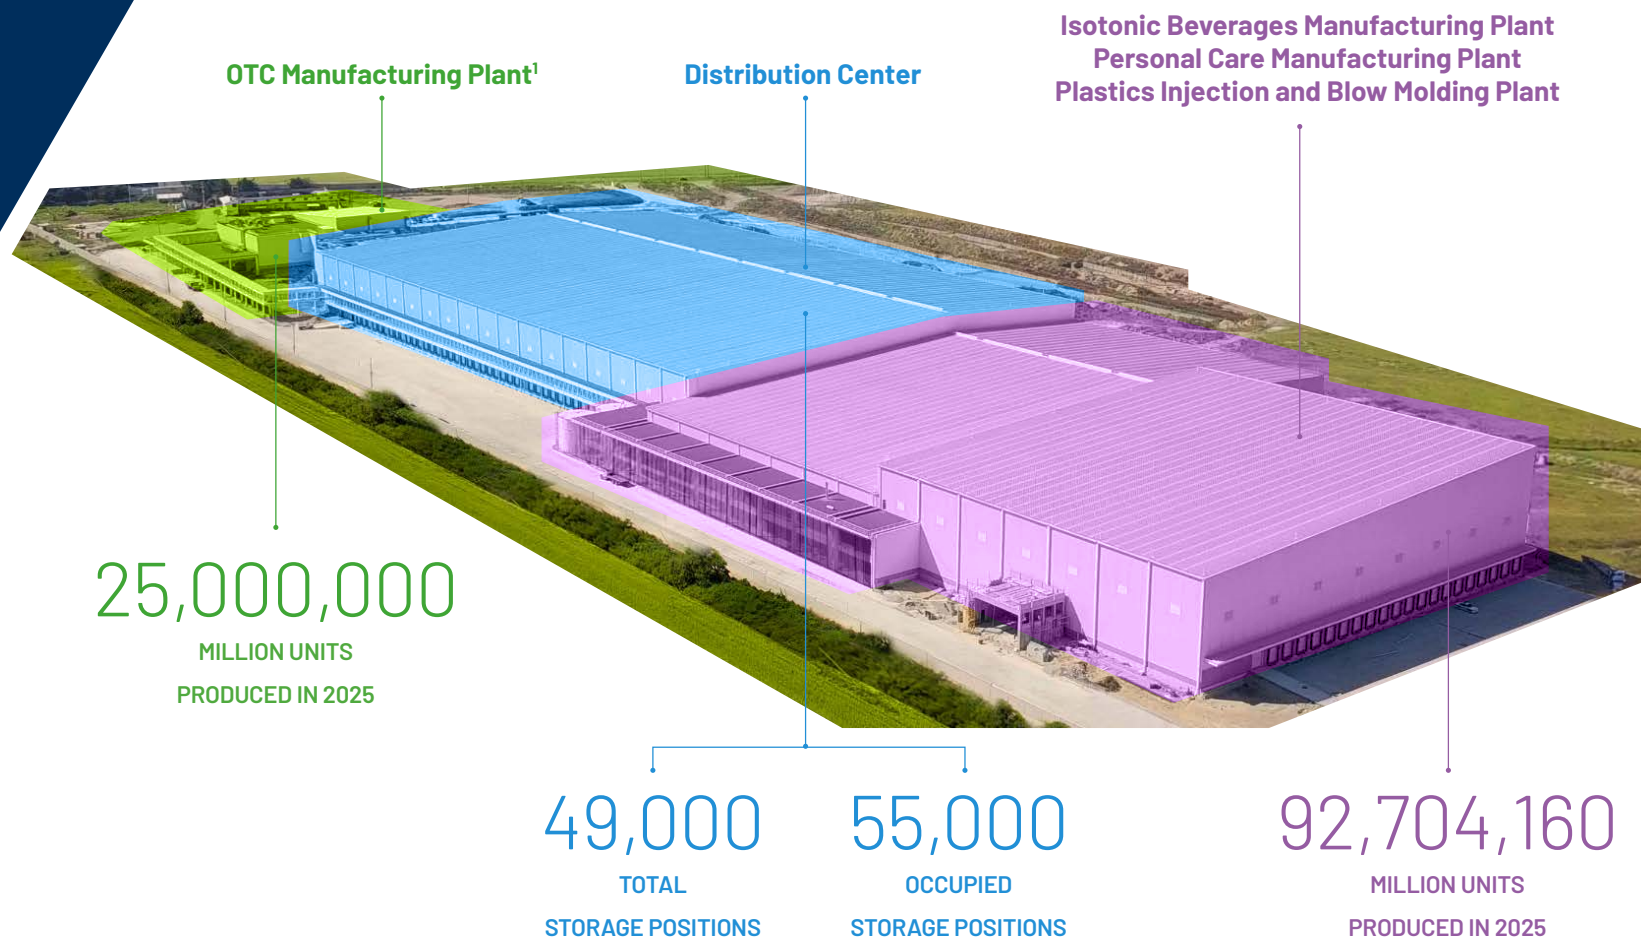 OTC Manufacturing Plant¹
Distribution Center
Isotonic Beverages Manufacturing Plant
Personal Care Manufacturing Plant
Plastics Injection and Blow Molding Plant
25,000,000
MILLION UNITS
PRODUCED IN 2025
49,000
TOTAL
STORAGE POSITIONS
55,000
OCCUPIED
STORAGE POSITIONS
92,704,160
MILLION UNITS
PRODUCED IN 2025